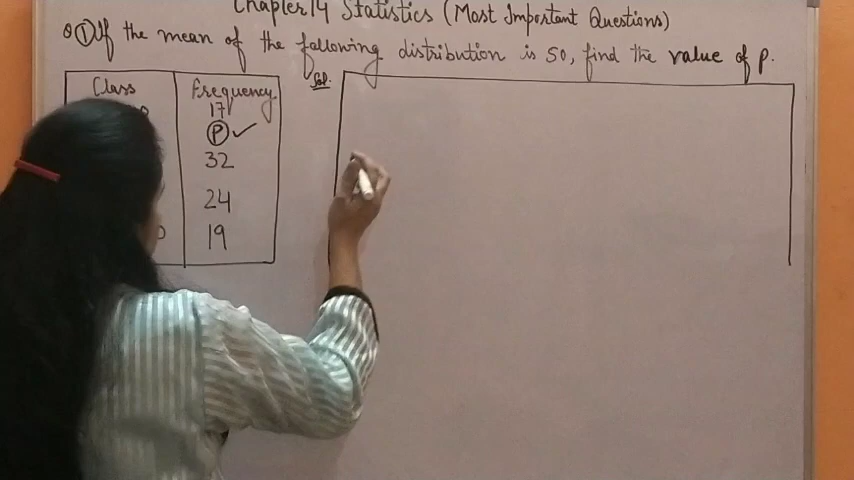 Chapter 14 Statistics (Most Important Questions)
Q ① If the mean of the following distribution is 50, find the value of p.
Class Frequency Sol.
17
P ✓
32
24
19